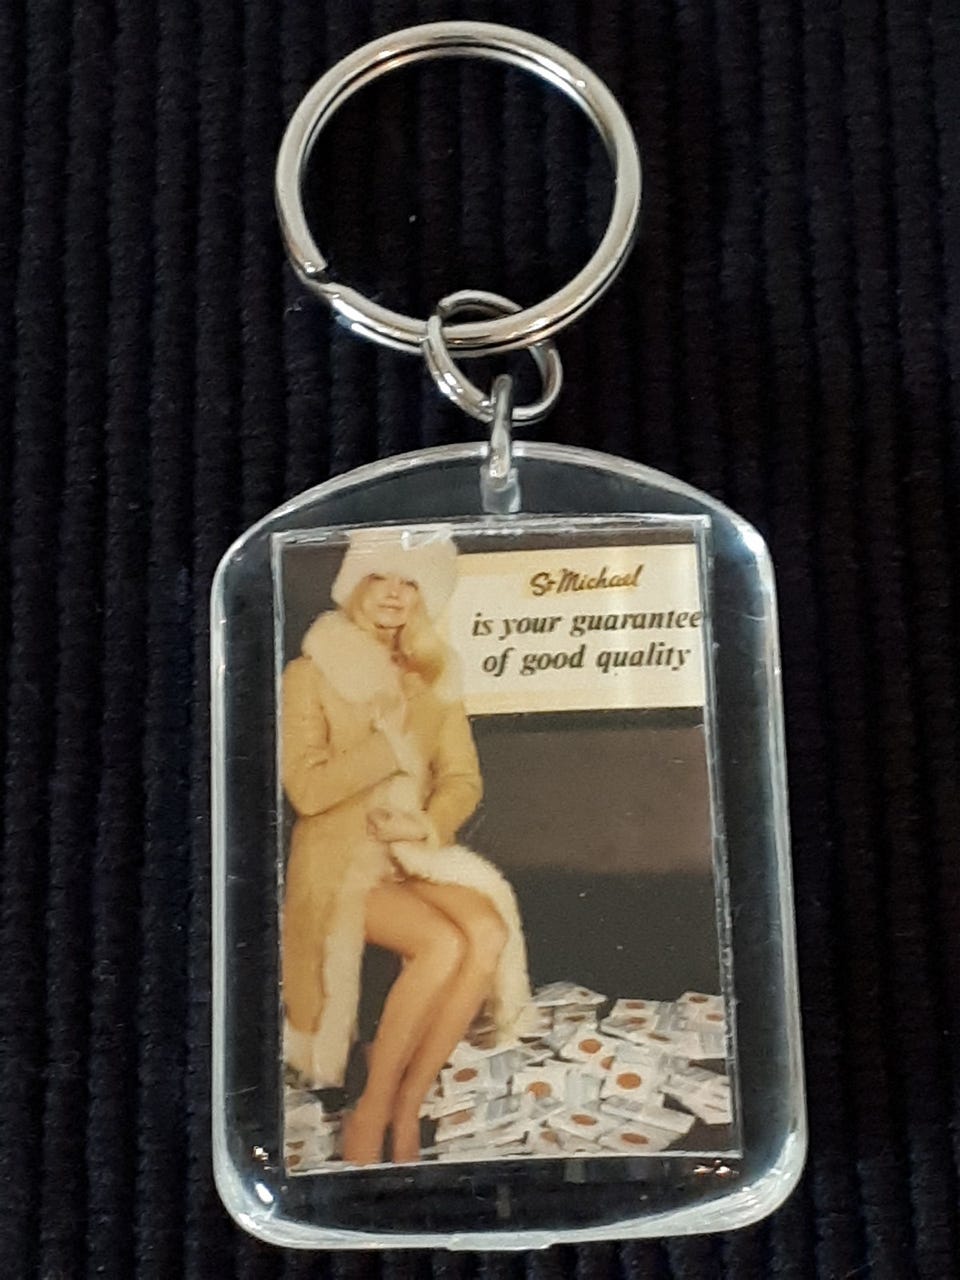 St Michael
is your guarantee
of good quality